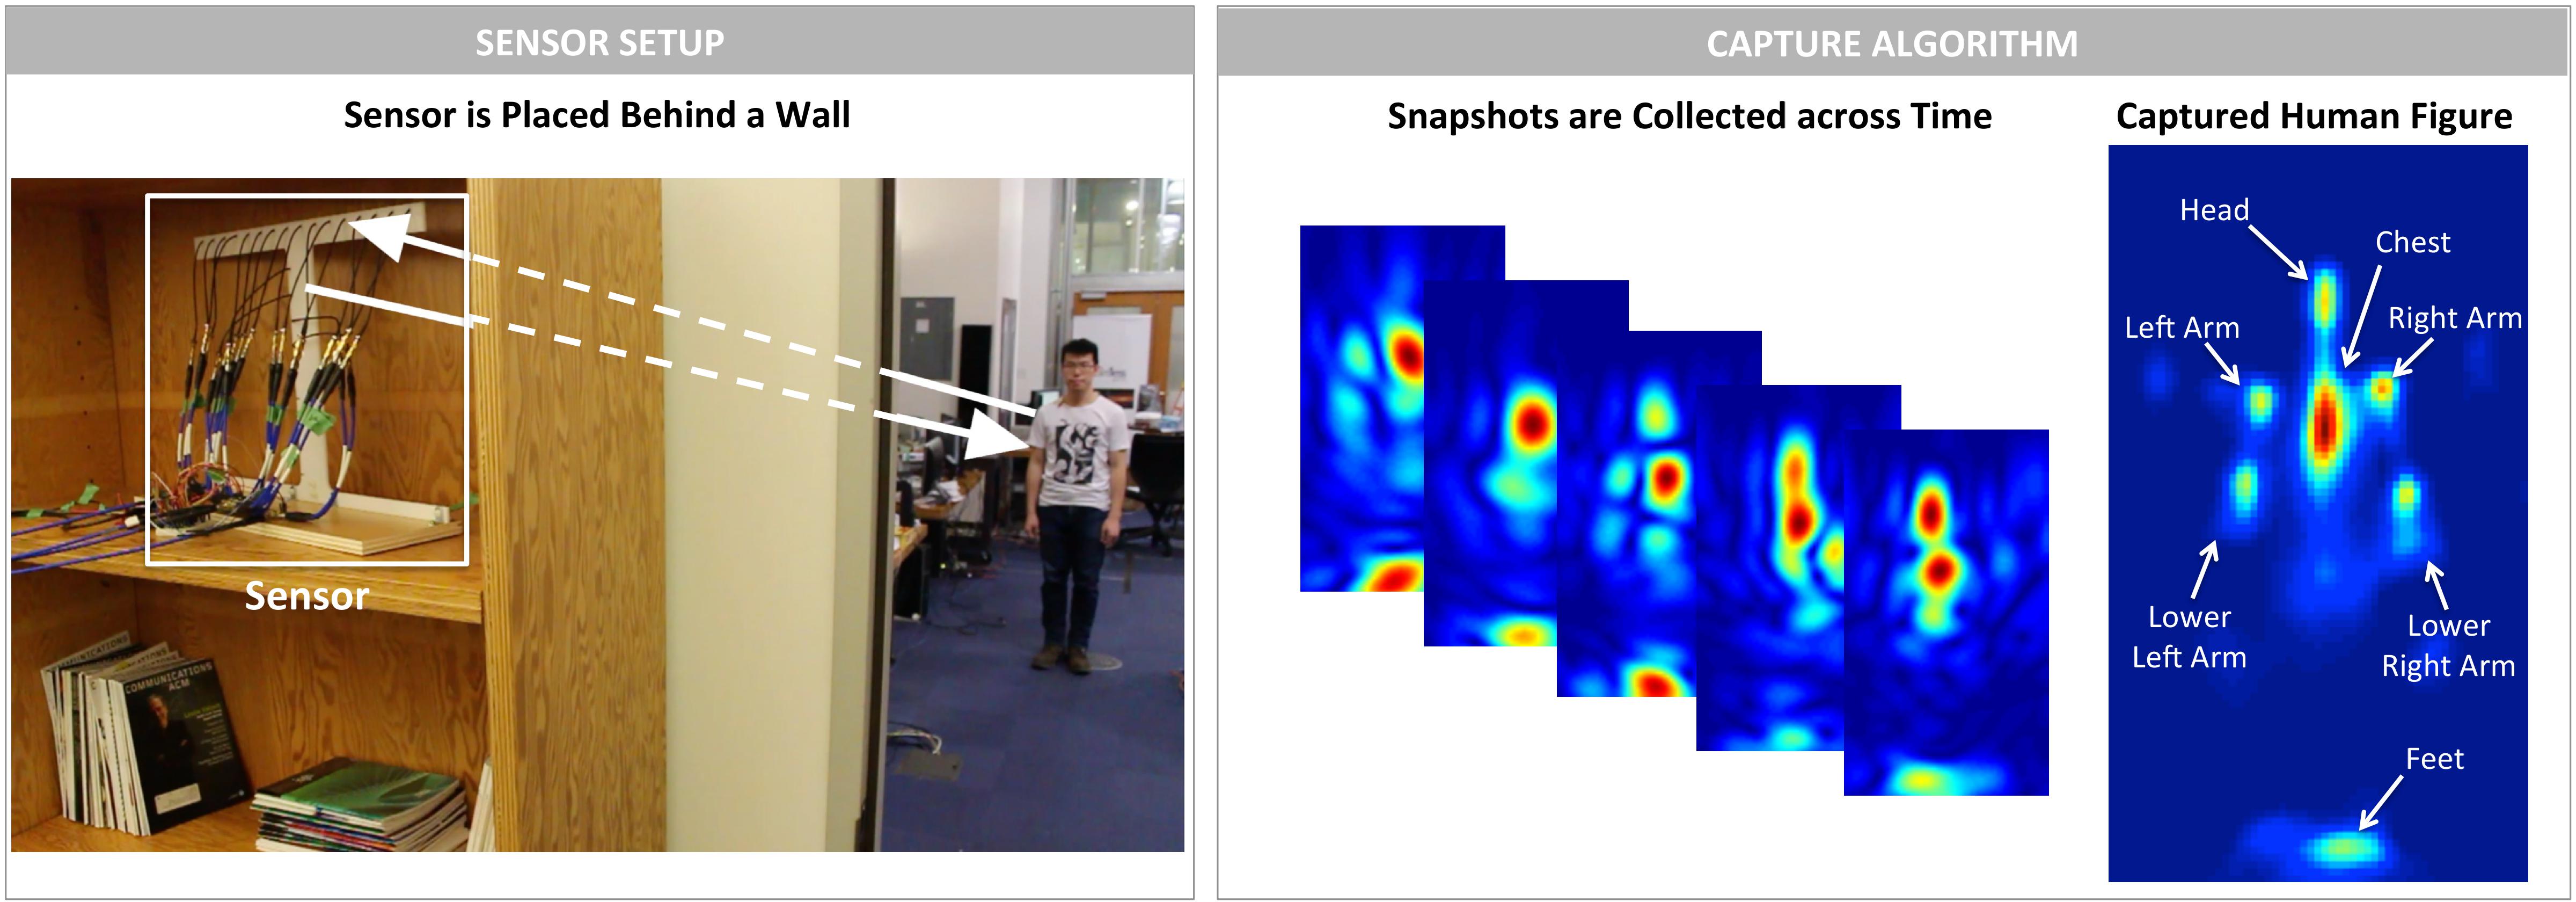 SENSOR SETUP
Sensor is Placed Behind a Wall
Sensor
COMMUNICATIONS
ACM
CAPTURE ALGORITHM
Snapshots are Collected across Time
Captured Human Figure
Head
Chest
Left Arm
Right Arm
Lower
Left Arm
Lower
Right Arm
Feet